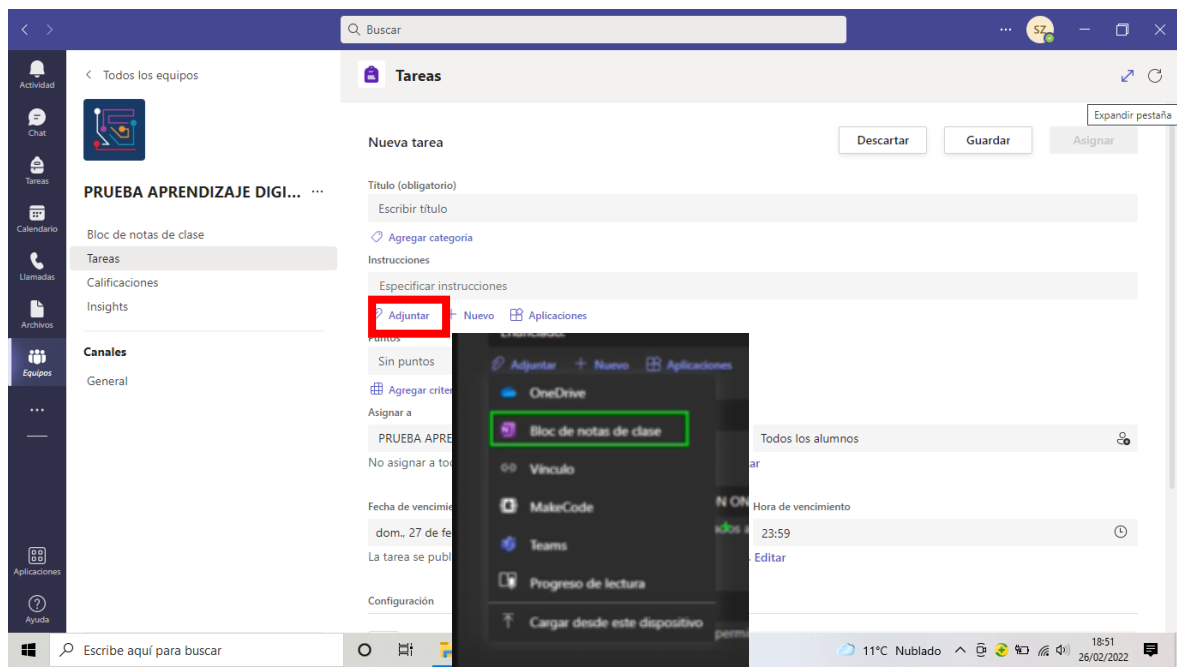 Buscar
SZ
Actividad
Chat
Tareas
Calendario
Llamadas
Archivos
Equipos
Aplicaciones
Ayuda
Todos los equipos
PRUEBA APRENDIZAJE DIGI...
Bloc de notas de clase
Tareas
Calificaciones
Insights
Canales
General
Tareas
Expandir pestaña
Nueva tarea
Descartar
Guardar
Asignar
Título (obligatorio)
Escribir título
Agregar categoría
Instrucciones
Especificar instrucciones
Adjuntar
Nuevo
Aplicaciones
Puntos
Sin puntos
Agregar criter
Asignar a
PRUEBA APRE
Todos los alumnos
No asignar a to
ar
Fecha de vencimie
Hora de vencimiento
dom., 27 de fe
23:59
La tarea se publ
Editar
Configuración
Enunciado.
Adjuntar
Nuevo
Aplicaciones
OneDrive
Bloc de notas de clase
Vínculo
MakeCode
Teams
Progreso de lectura
Cargar desde este dispositivo
N ON
ados a
permi
Escribe aquí para buscar
11°C Nublado
18:51
26/02/2022